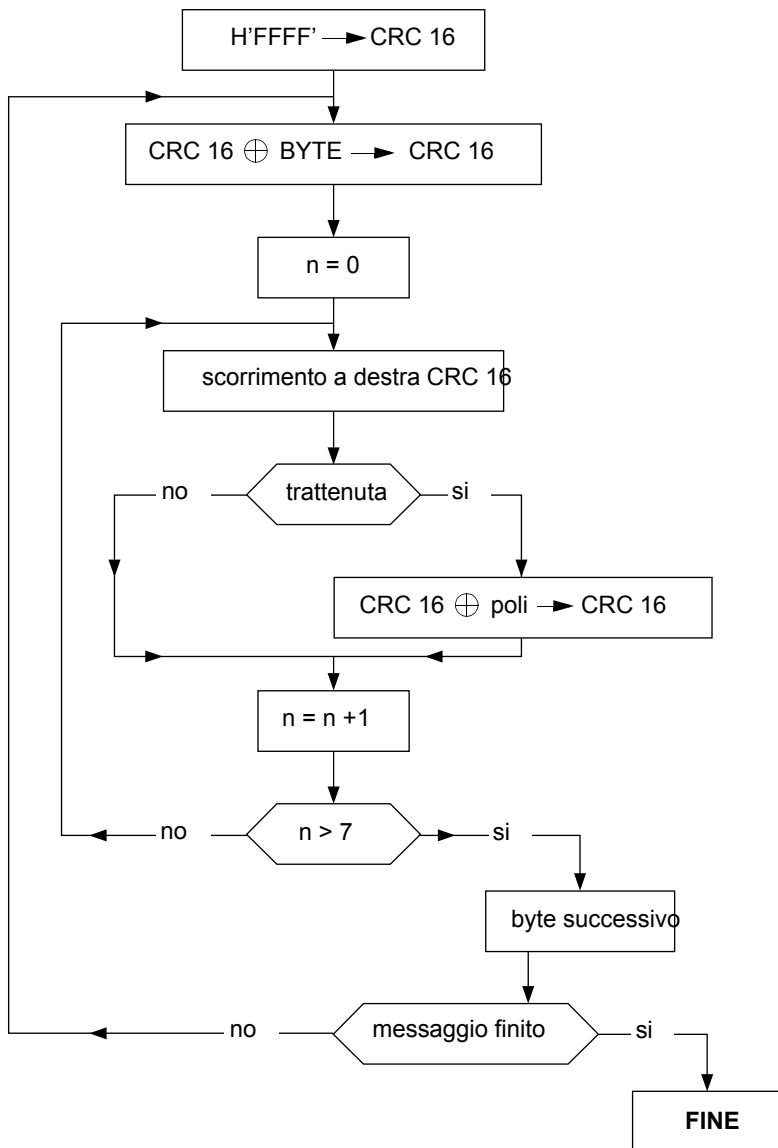 H'FFFF' → CRC 16
CRC 16 ⊕ BYTE → CRC 16
n = 0
scorrimento a destra CRC 16
no
trattenuta
si
CRC 16 ⊕ poli → CRC 16
n = n +1
no
n > 7
si
byte successivo
no
messaggio finito
si
FINE